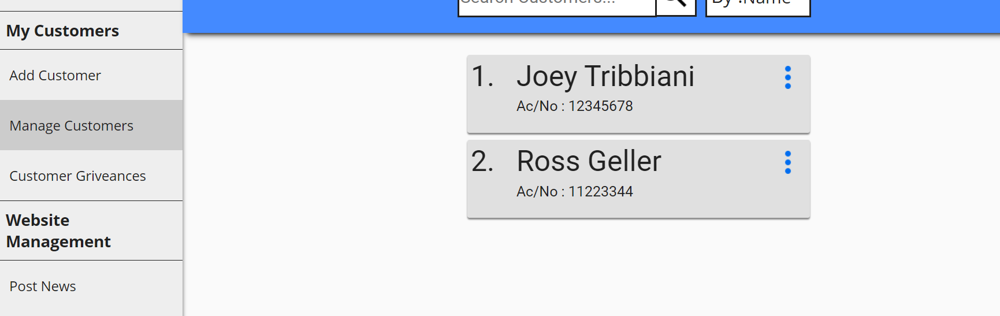 My Customers
Add Customer
Manage Customers
Customer Griveances
Website
Management
Post News
Search Customers...
By :Name
1. Joey Tribbiani
Ac/No : 12345678
2. Ross Geller
Ac/No : 11223344